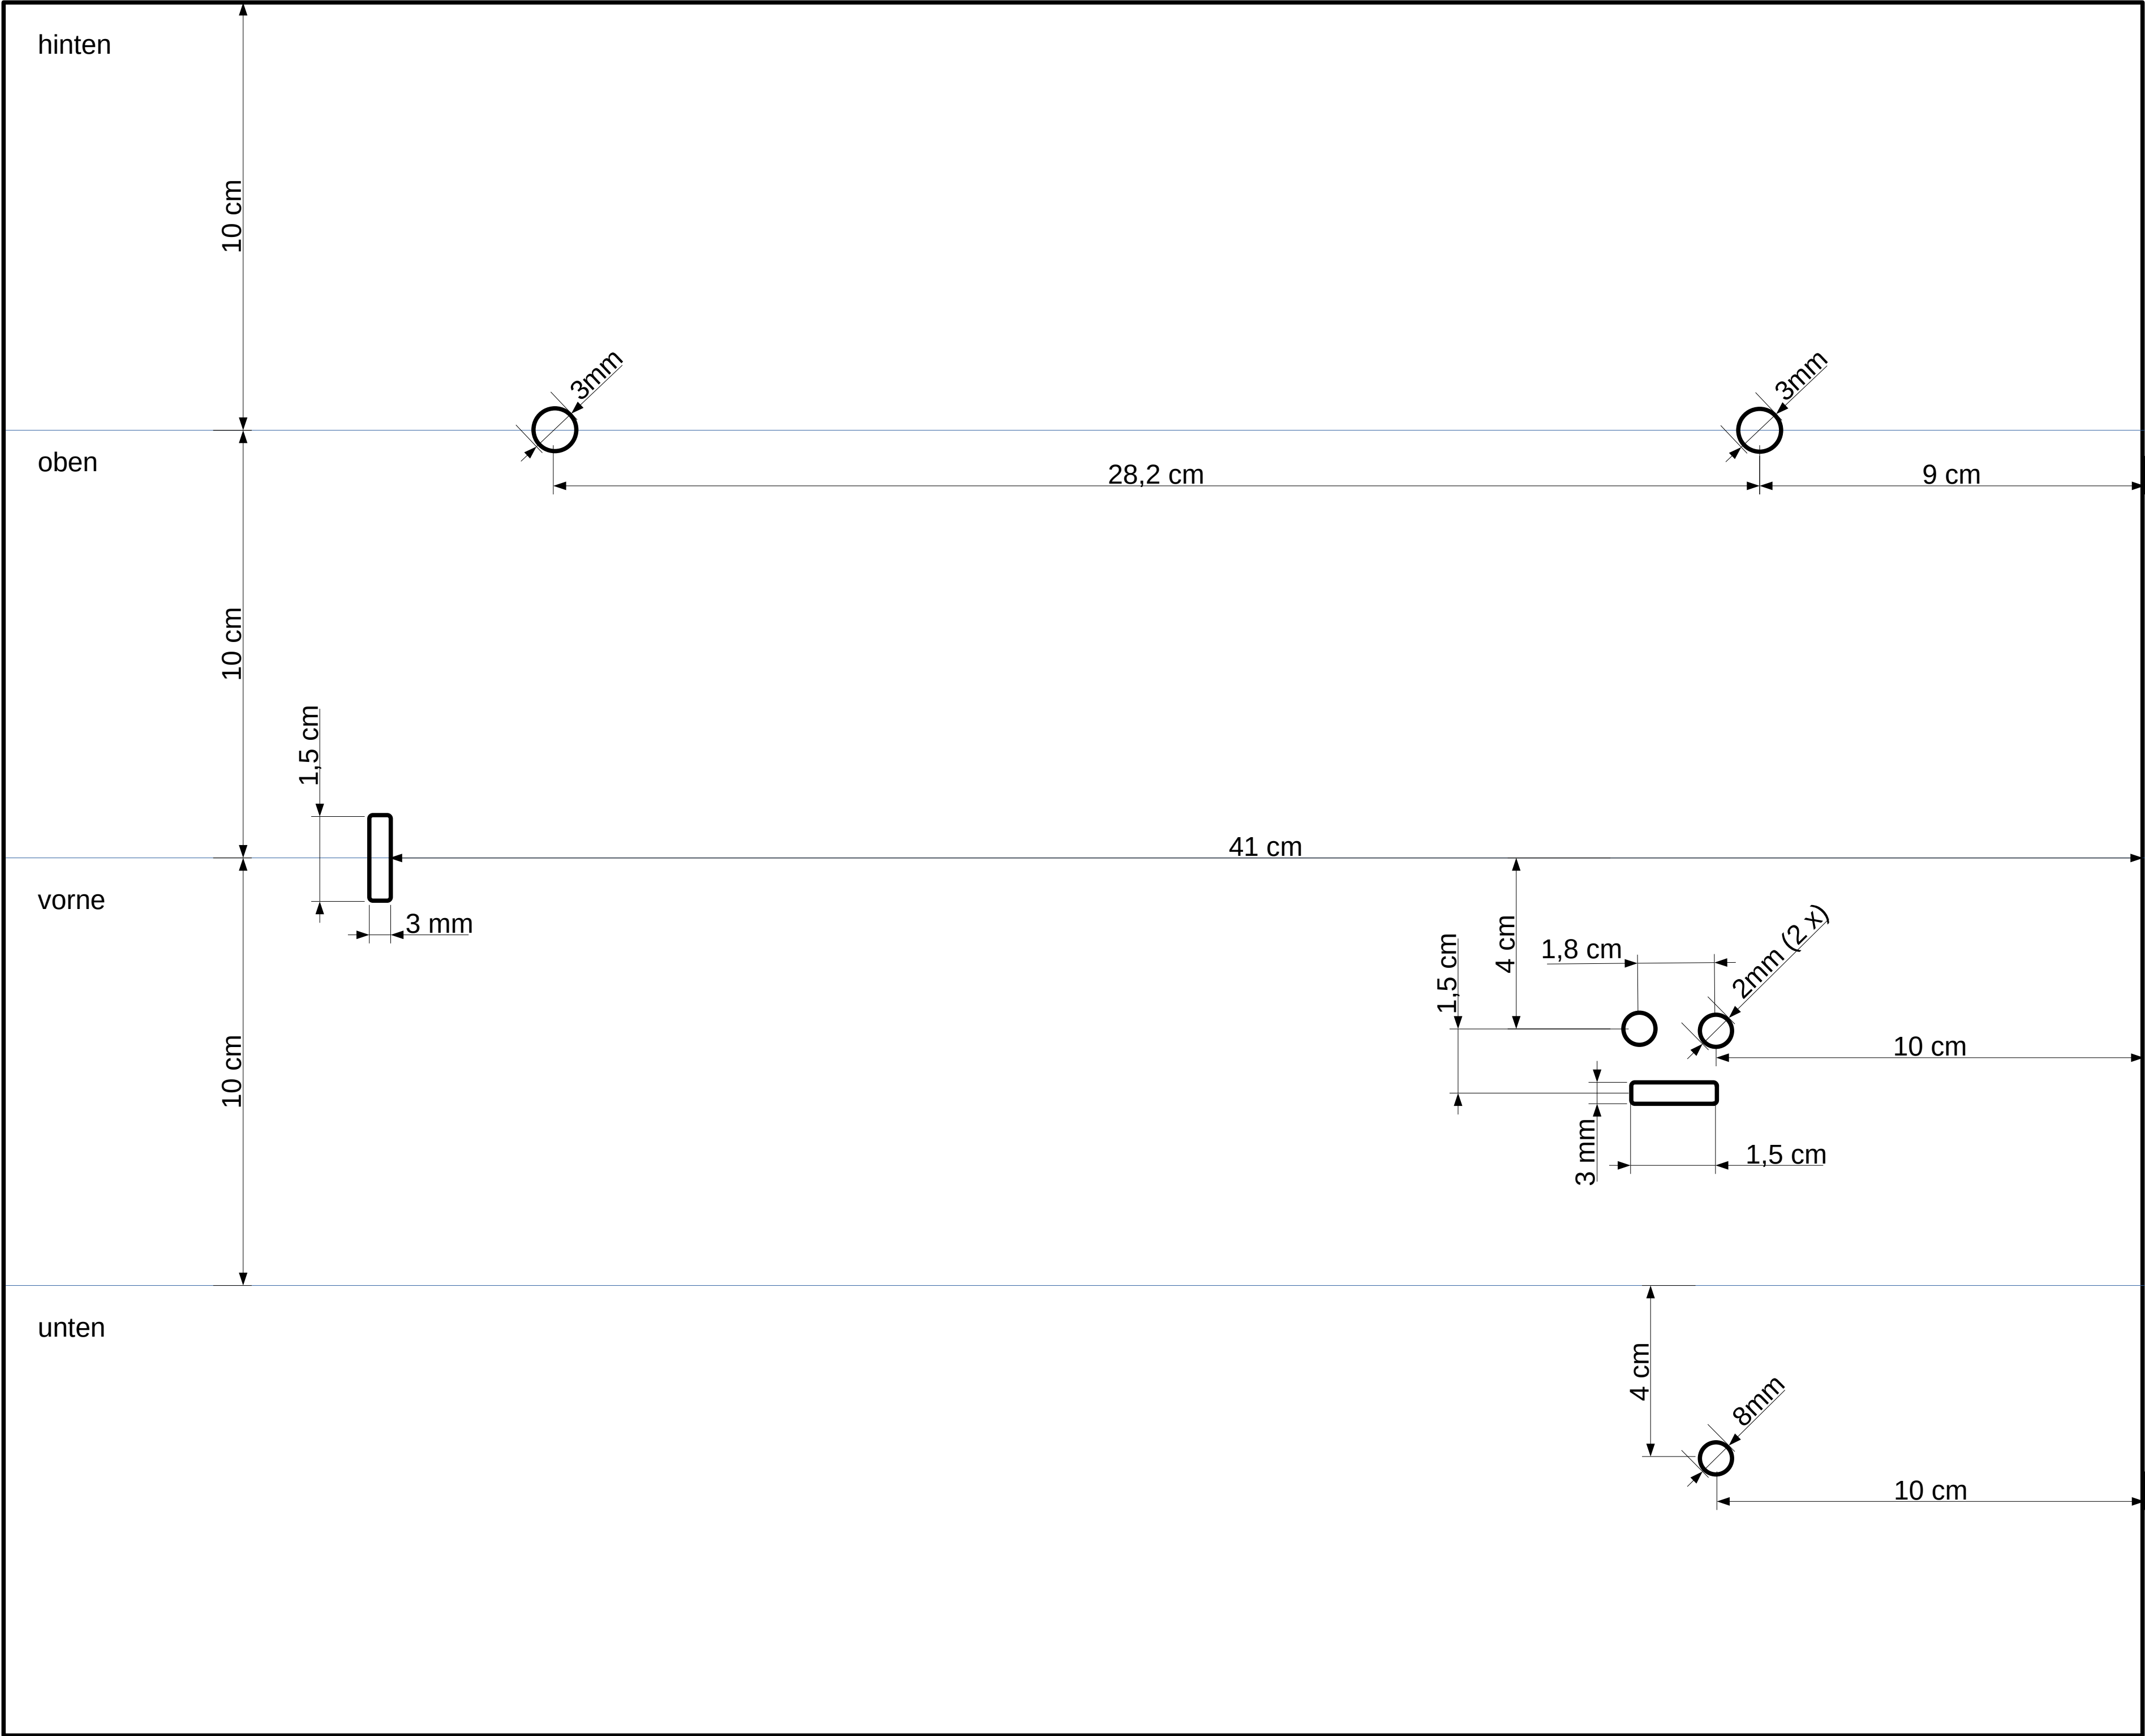 hinten
10 cm
3mm
3mm
oben
28,2 cm
9 cm
10 cm
1,5 cm
41 cm
vorne
3 mm
4 cm
1,5 cm
1,8 cm
2mm (2 x)
10 cm
10 cm
3 mm
1,5 cm
unten
4 cm
8mm
10 cm